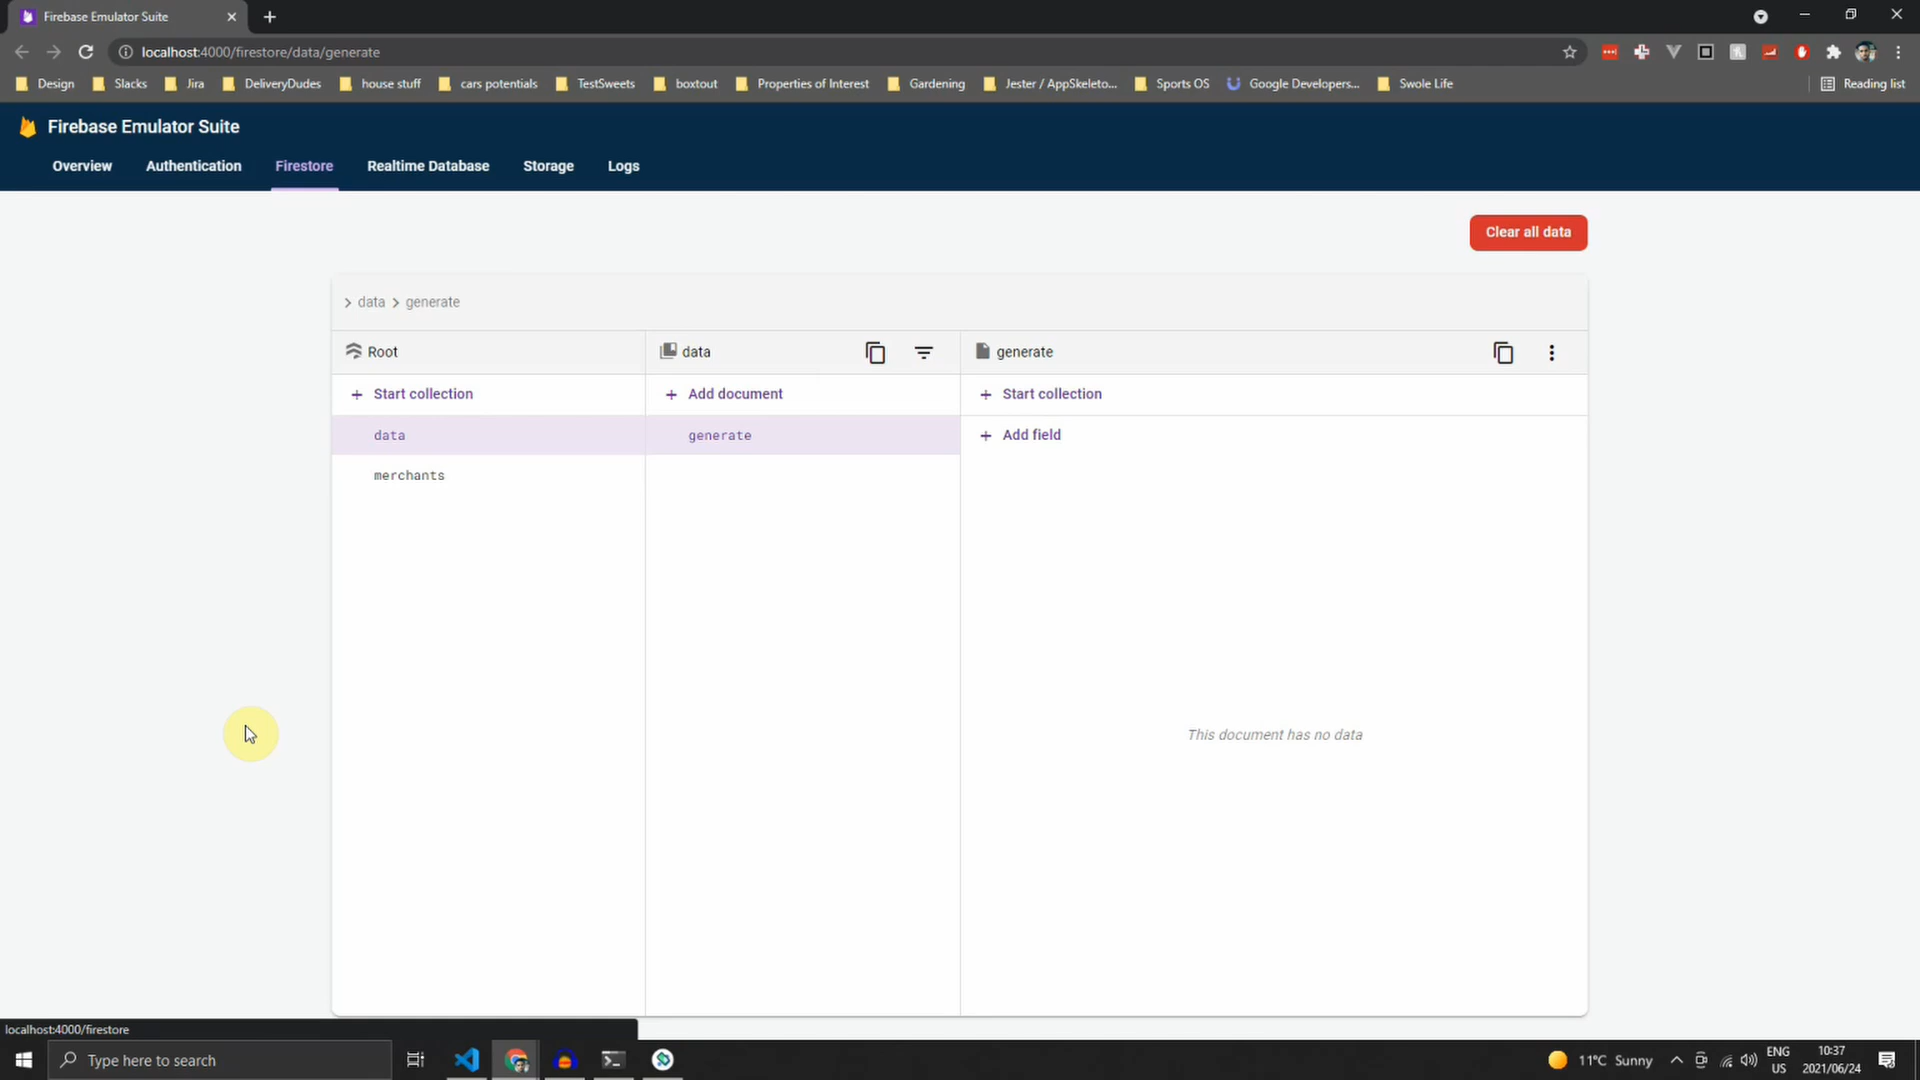 Firebase Emulator Suite
localhost:4000/firestore/data/generate
Design Slacks Jira DeliveryDudes house stuff cars potentials TestSweets boxtout Properties of Interest Gardening Jester / AppSkeleto... Sports OS Google Developers... Swole Life Reading list
Firebase Emulator Suite
Overview Authentication Firestore Realtime Database Storage Logs
Clear all data
data generate
Root data generate
+ Start collection + Add document + Start collection
data generate + Add field
merchants
This document has no data
localhost:4000/firestore
Type here to search 11°C Sunny
ENG 10:37
US 2021/06/24